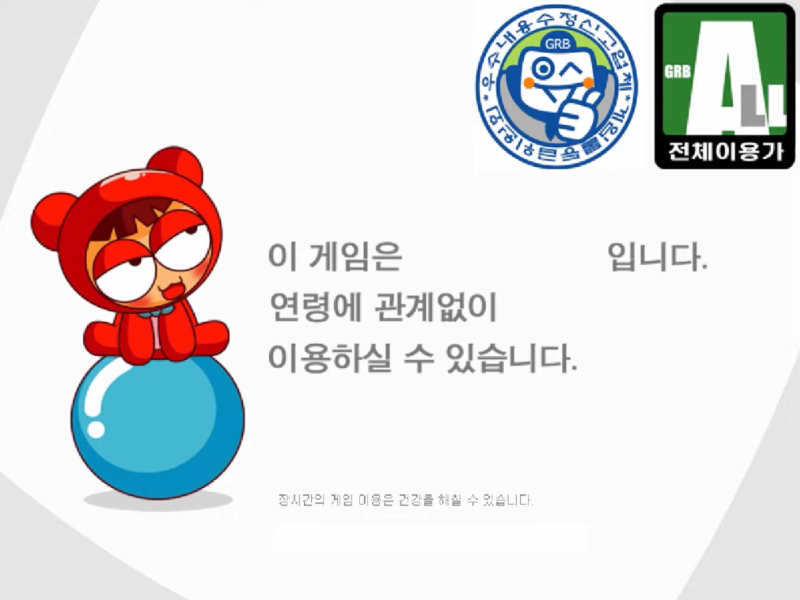 우수내용수정신고업체
GRB
GRB
ALL
전체이용가
이 게임은 입니다.
연령에 관계없이
이용하실 수 있습니다.
장시간의 게임 이용은 건강을 해칠 수 있습니다.